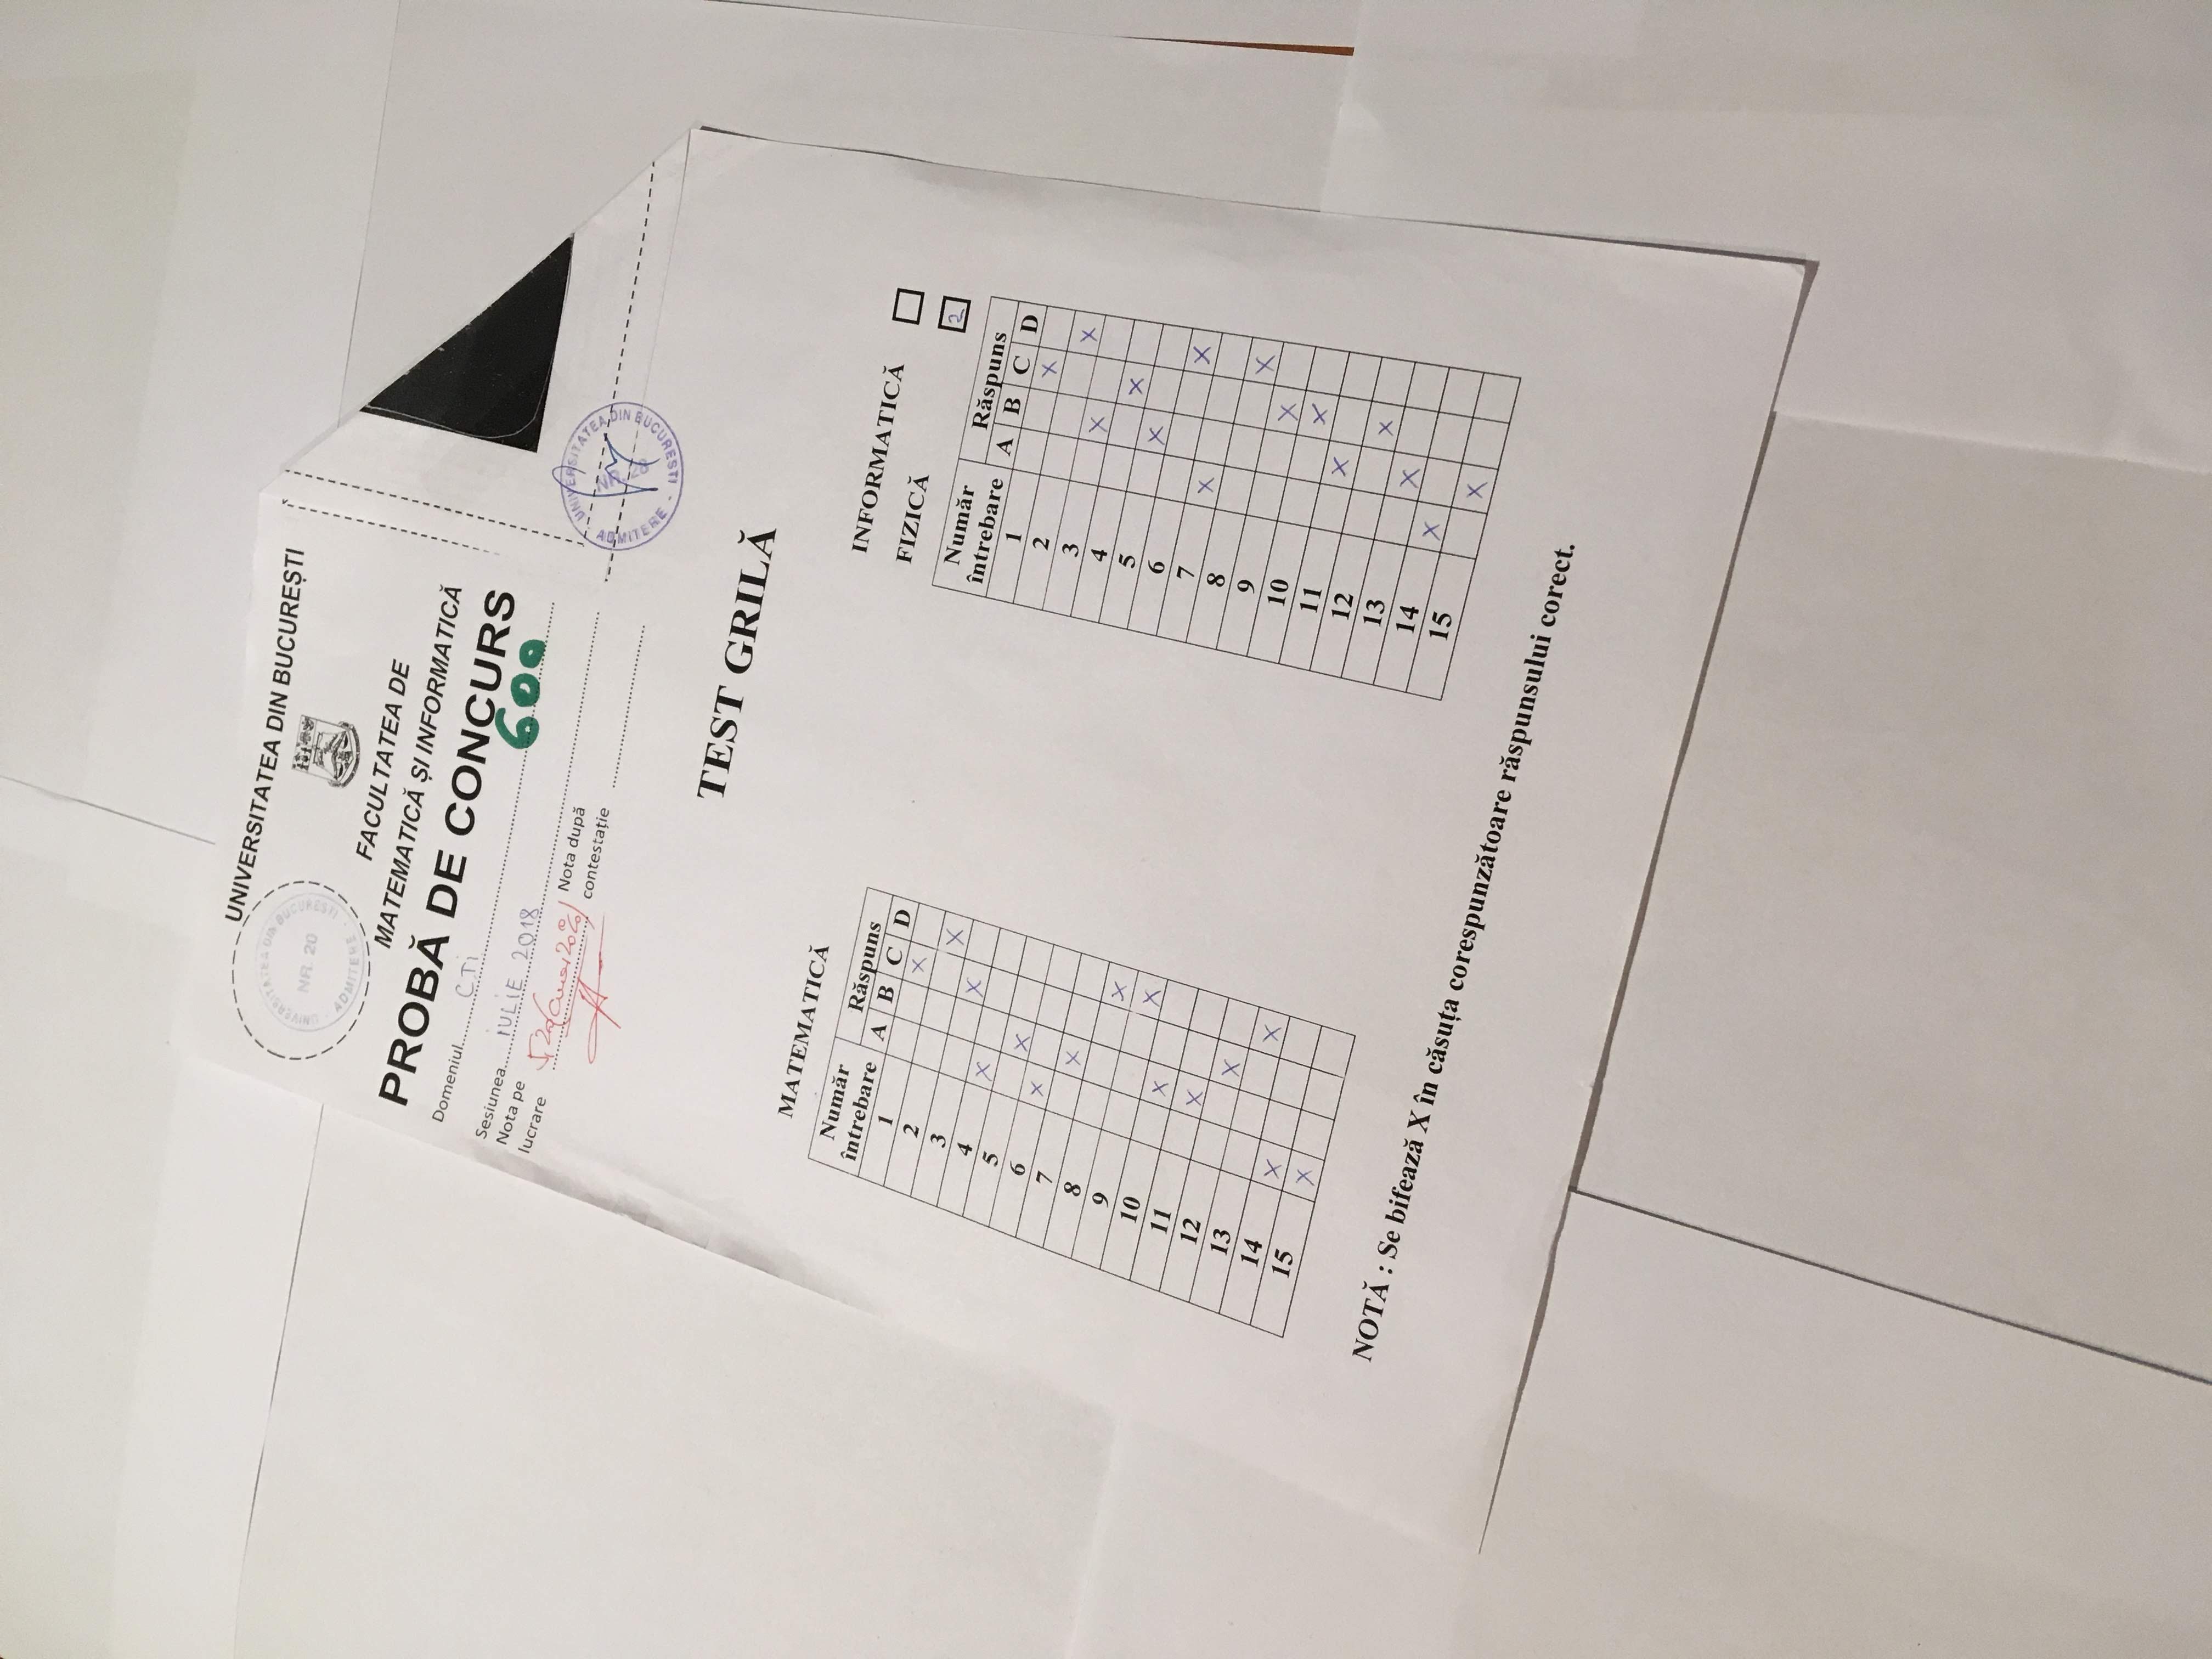 UNIVERSITATEA DIN BUCUREȘTI
UNIVERSITATEA DIN BUCUREȘTI
NR. 20
ADMITERE
FACULTATEA DE
MATEMATICĂ ȘI INFORMATICĂ
PROBĂ DE CONCURS
Domeniul CTi
600
Sesiunea IULIE 2018
Nota pe
lucrare
Nota după
contestație
UNIVERSITATEA DIN BUCURESTI
NR. 20
ADMITERE
TEST GRILĂ
MATEMATICĂ
Număr
întrebare
Răspuns
A B C D
1 X
2 X
3 X
4 X
5 X
6 X
7 X
8 X
9 X
10 X
11 X
12 X
13 X
14 X
15 X
INFORMATICĂ
FIZICĂ 2
Număr
întrebare
Răspuns
A B C D
1 X
2 X
3 X
4 X
5 X
6 X
7 X
8 X
9 X
10 X
11 X
12 X
13 X
14 X
15 X
NOTĂ : Se bifează X în căsuța corespunzătoare răspunsului corect.